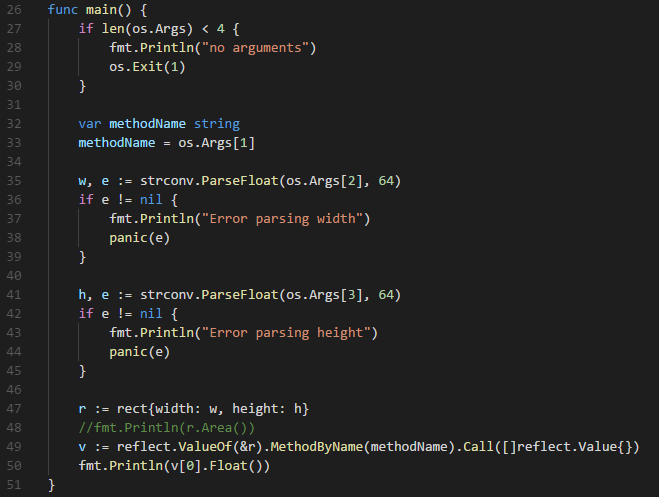 26 func main() {
27     if len(os.Args) < 4 {
28         fmt.Println("no arguments")
29         os.Exit(1)
30     }
31
32     var methodName string
33     methodName = os.Args[1]
34
35     w, e := strconv.ParseFloat(os.Args[2], 64)
36     if e != nil {
37         fmt.Println("Error parsing width")
38         panic(e)
39     }
40
41     h, e := strconv.ParseFloat(os.Args[3], 64)
42     if e != nil {
43         fmt.Println("Error parsing height")
44         panic(e)
45     }
46
47     r := rect{width: w, height: h}
48     //fmt.Println(r.Area())
49     v := reflect.ValueOf(&r).MethodByName(methodName).Call([]reflect.Value{})
50     fmt.Println(v[0].Float())
51 }